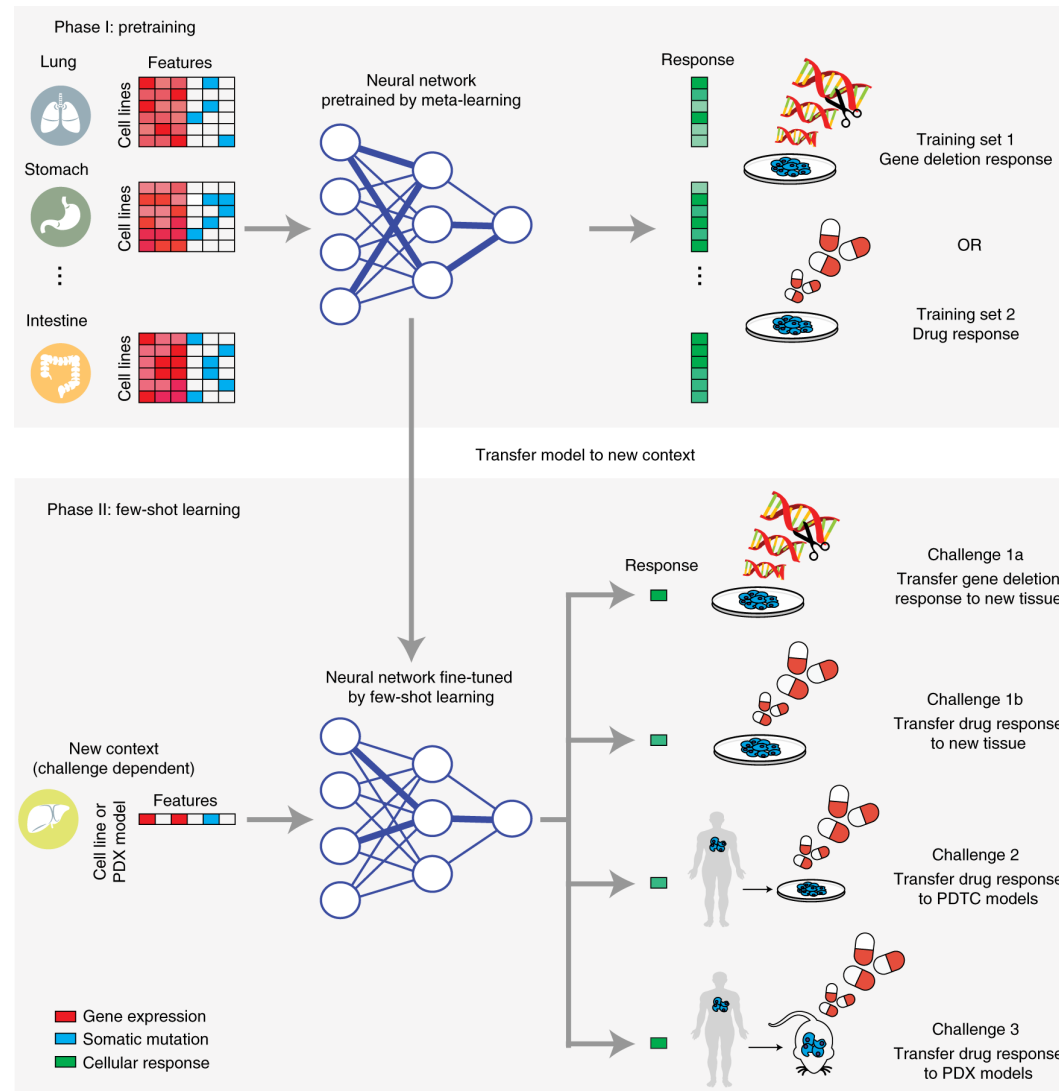 Phase I: pretraining
Lung
Features
Cell lines
Neural network
pretrained by meta-learning
Response
Training set 1
Gene deletion response
Stomach
Cell lines
OR
Training set 2
Drug response
Intestine
Cell lines
Transfer model to new context
Phase II: few-shot learning
Response
Challenge 1a
Transfer gene deletion
response to new tissue
Neural network fine-tuned
by few-shot learning
Challenge 1b
Transfer drug response
to new tissue
New context
(challenge dependent)
Features
Cell line or
PDX model
Challenge 2
Transfer drug response
to PDTC models
Gene expression
Somatic mutation
Cellular response
Challenge 3
Transfer drug response
to PDX models